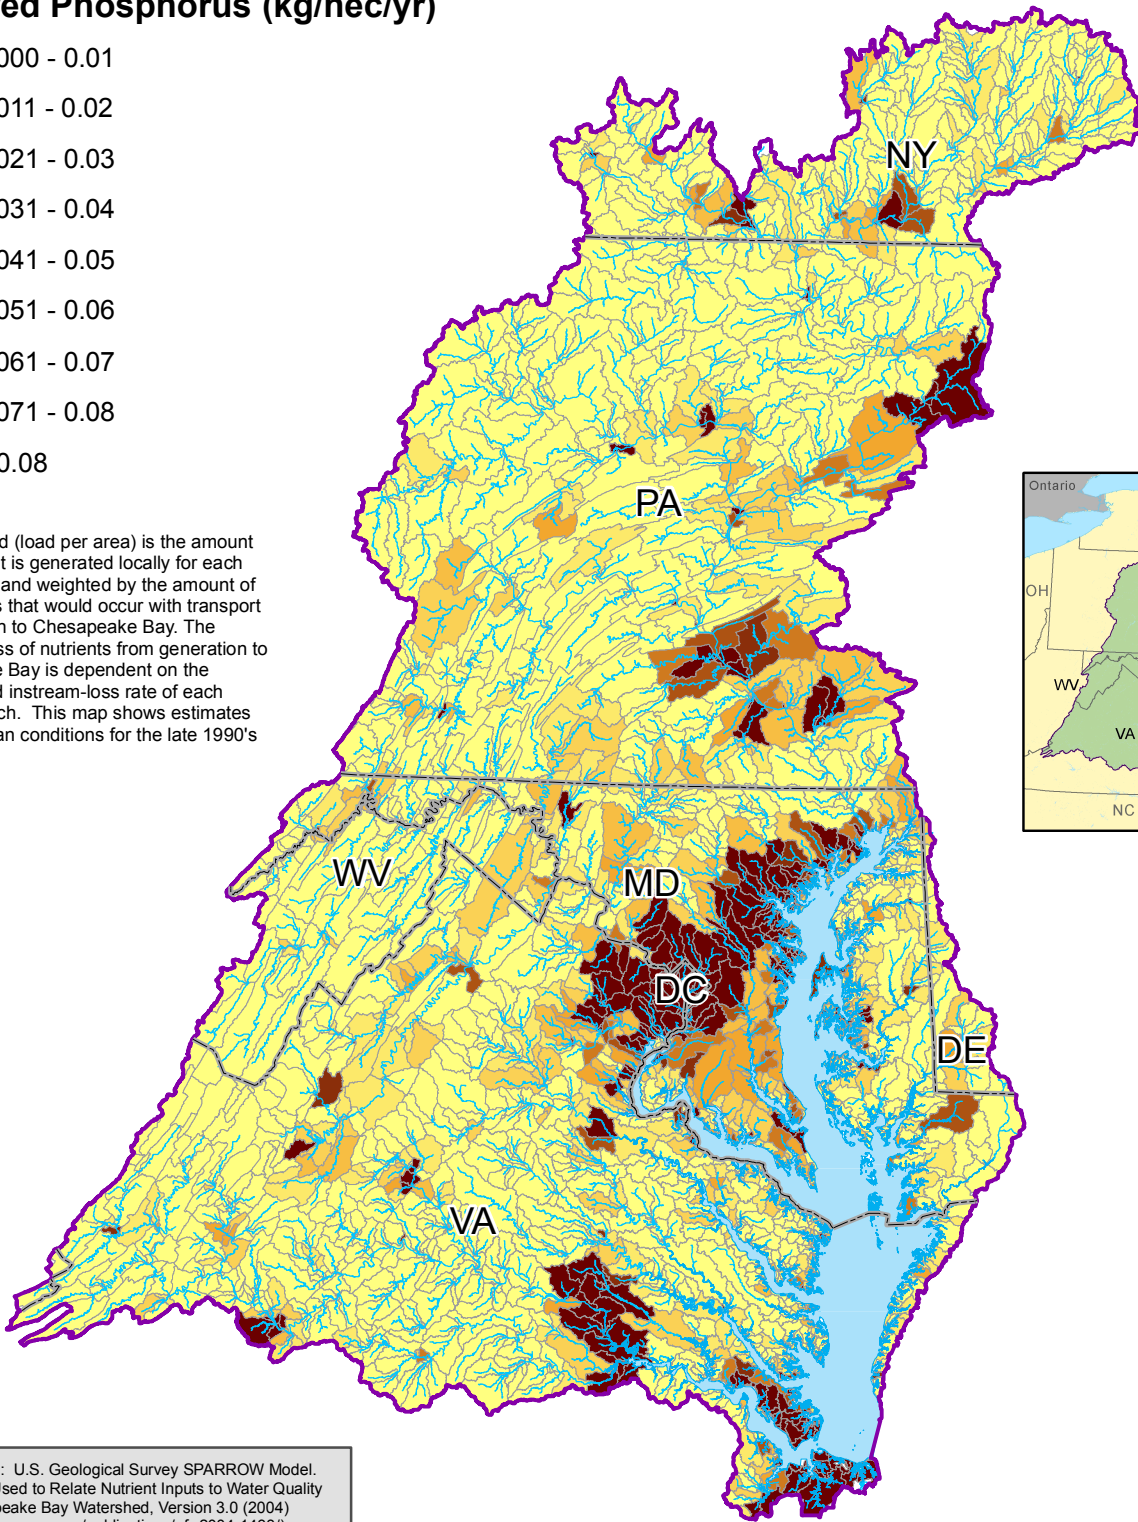 ed Phosphorus (kg/hec/yr)
000 - 0.01
011 - 0.02
021 - 0.03
031 - 0.04
041 - 0.05
051 - 0.06
061 - 0.07
071 - 0.08
0.08
d (load per area) is the amount
t is generated locally for each
and weighted by the amount of
s that would occur with transport
n to Chesapeake Bay. The
ss of nutrients from generation to
e Bay is dependent on the
d instream-loss rate of each
ch. This map shows estimates
an conditions for the late 1990's
NY
PA
Ontario
OH
WV
VA
NC
WV
MD
DC
DE
VA
: U.S. Geological Survey SPARROW Model.
Used to Relate Nutrient Inputs to Water Quality
peake Bay Watershed, Version 3.0 (2004)